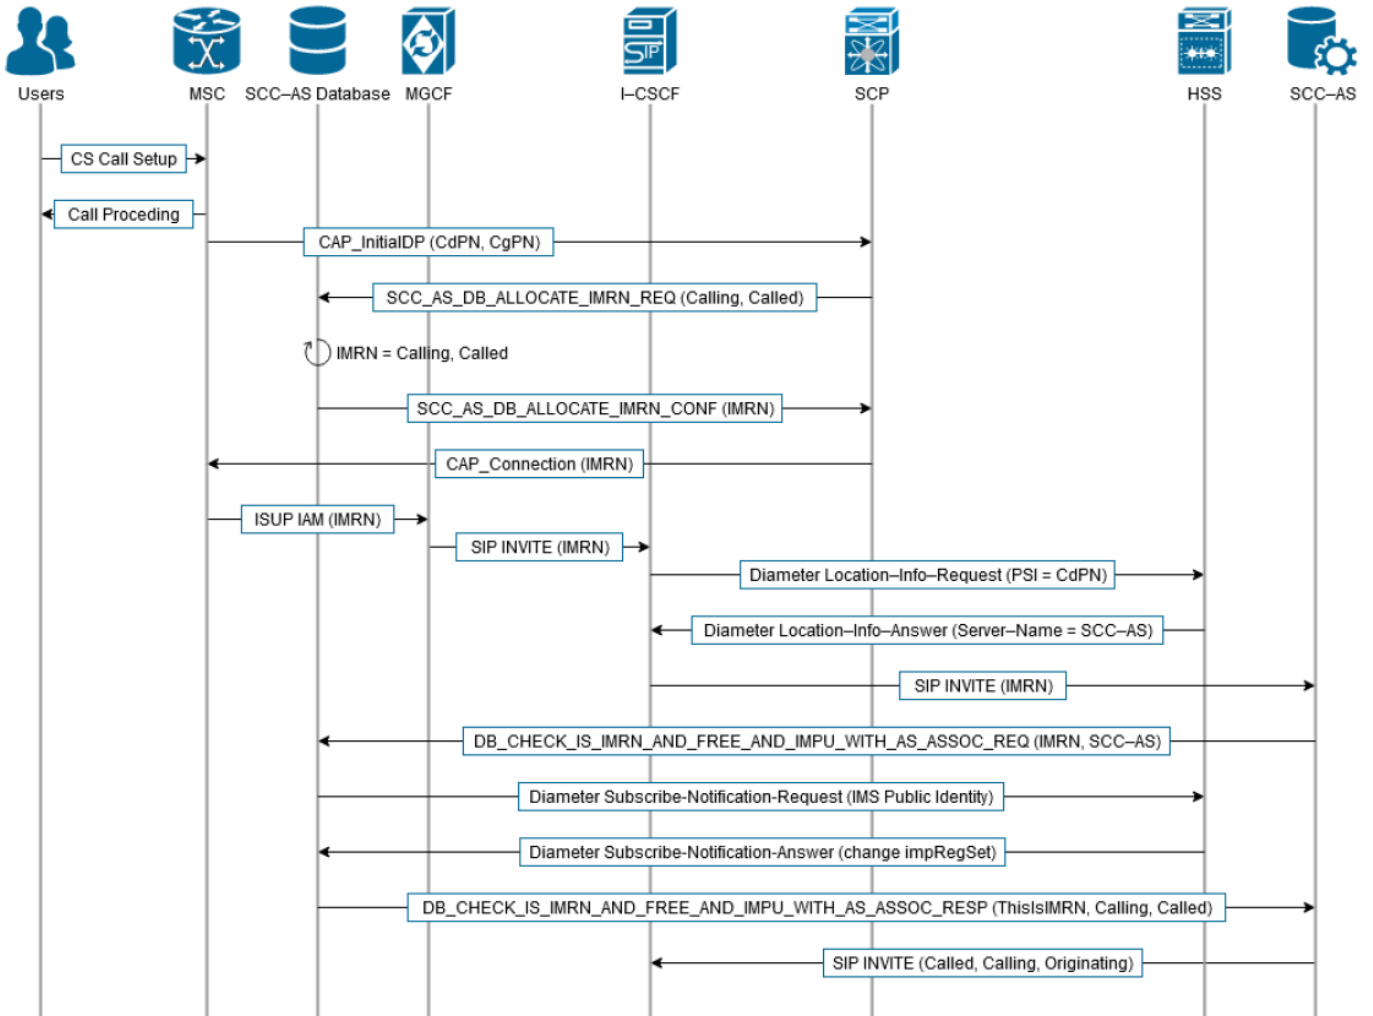 SIP
Users
MSC
SCC–AS Database
MGCF
I–CSCF
SCP
HSS
SCC–AS
CS Call Setup
Call Proceding
CAP_InitialDP (CdPN, CgPN)
SCC_AS_DB_ALLOCATE_IMRN_REQ (Calling, Called)
IMRN = Calling, Called
SCC_AS_DB_ALLOCATE_IMRN_CONF (IMRN)
CAP_Connection (IMRN)
ISUP IAM (IMRN)
SIP INVITE (IMRN)
Diameter Location–Info–Request (PSI = CdPN)
Diameter Location–Info–Answer (Server–Name = SCC–AS)
SIP INVITE (IMRN)
DB_CHECK_IS_IMRN_AND_FREE_AND_IMPU_WITH_AS_ASSOC_REQ (IMRN, SCC–AS)
Diameter Subscribe-Notification-Request (IMS Public Identity)
Diameter Subscribe-Notification-Answer (change impRegSet)
DB_CHECK_IS_IMRN_AND_FREE_AND_IMPU_WITH_AS_ASSOC_RESP (ThisIsIMRN, Calling, Called)
SIP INVITE (Called, Calling, Originating)